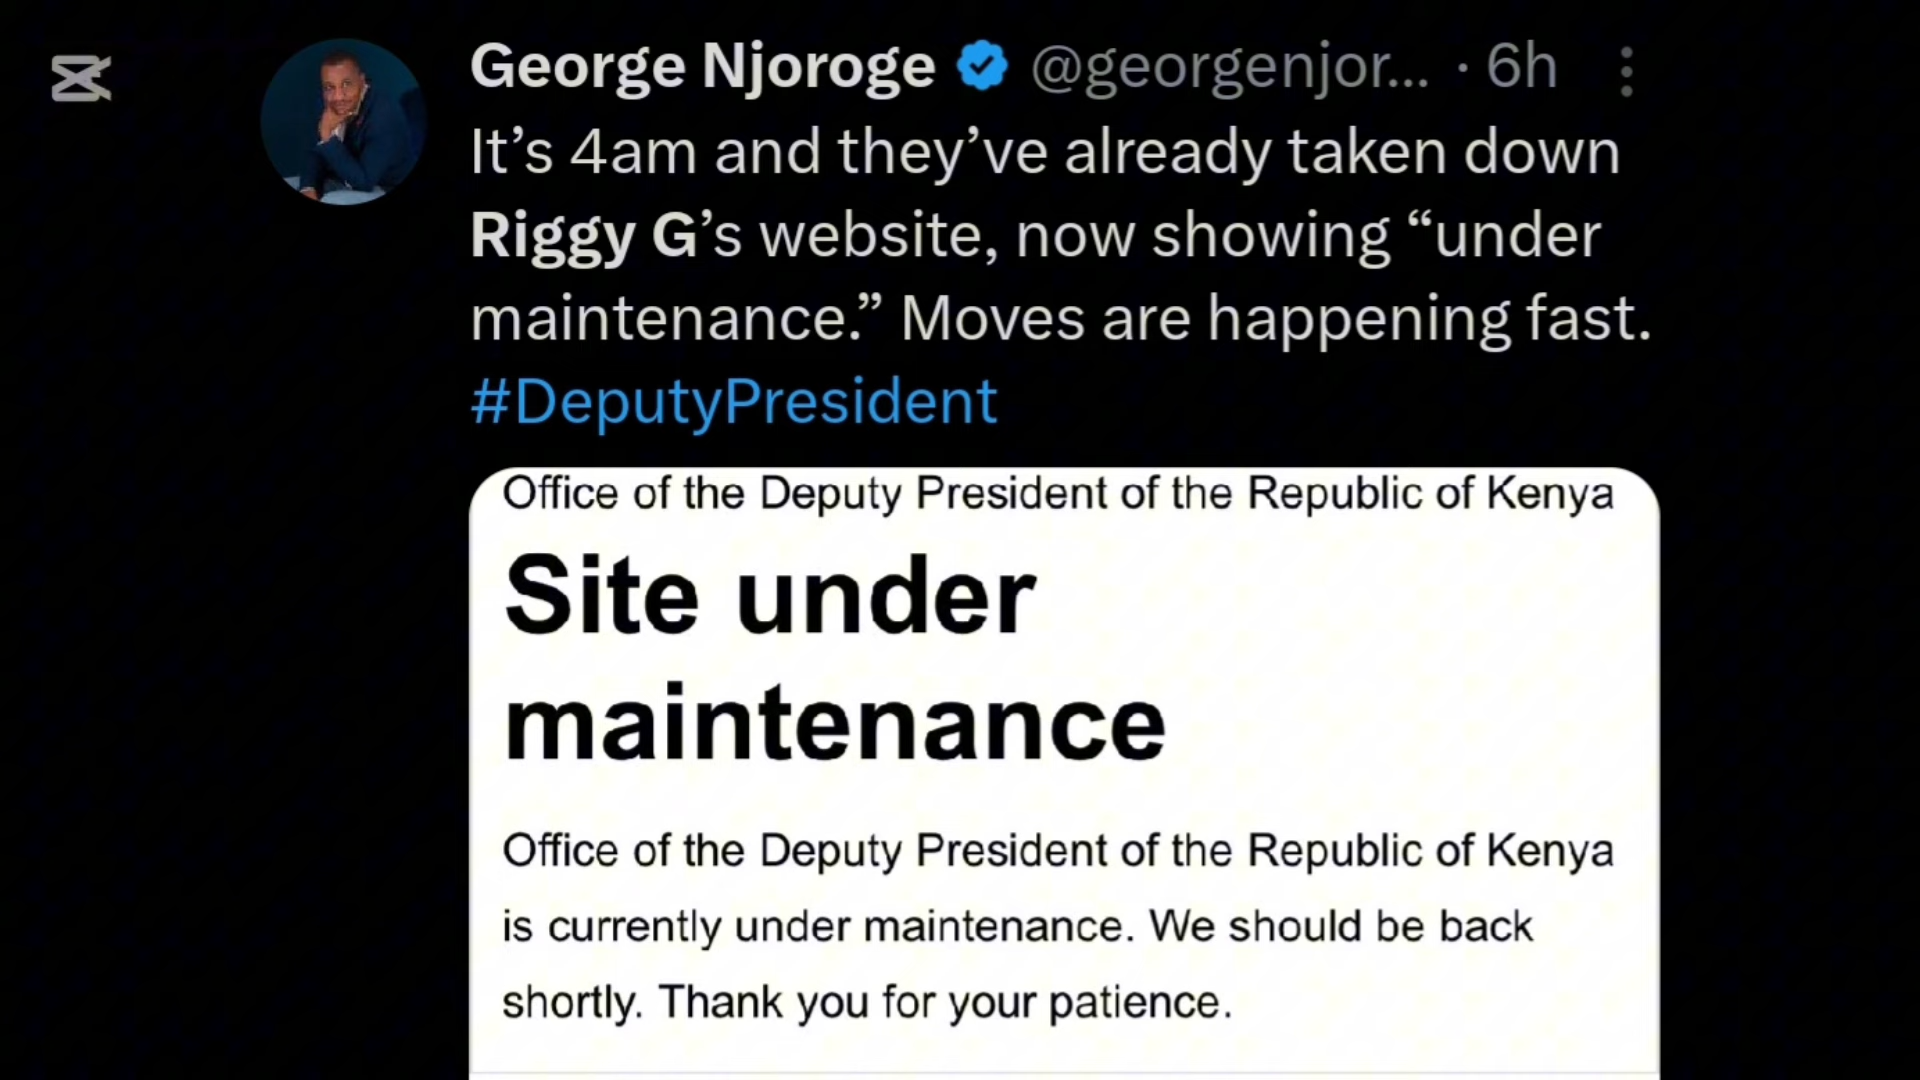 George Njoroge @georgenjor... · 6h
It’s 4am and they’ve already taken down
Riggy G’s website, now showing “under
maintenance.” Moves are happening fast.
#DeputyPresident
Office of the Deputy President of the Republic of Kenya
Site under
maintenance
Office of the Deputy President of the Republic of Kenya
is currently under maintenance. We should be back
shortly. Thank you for your patience.